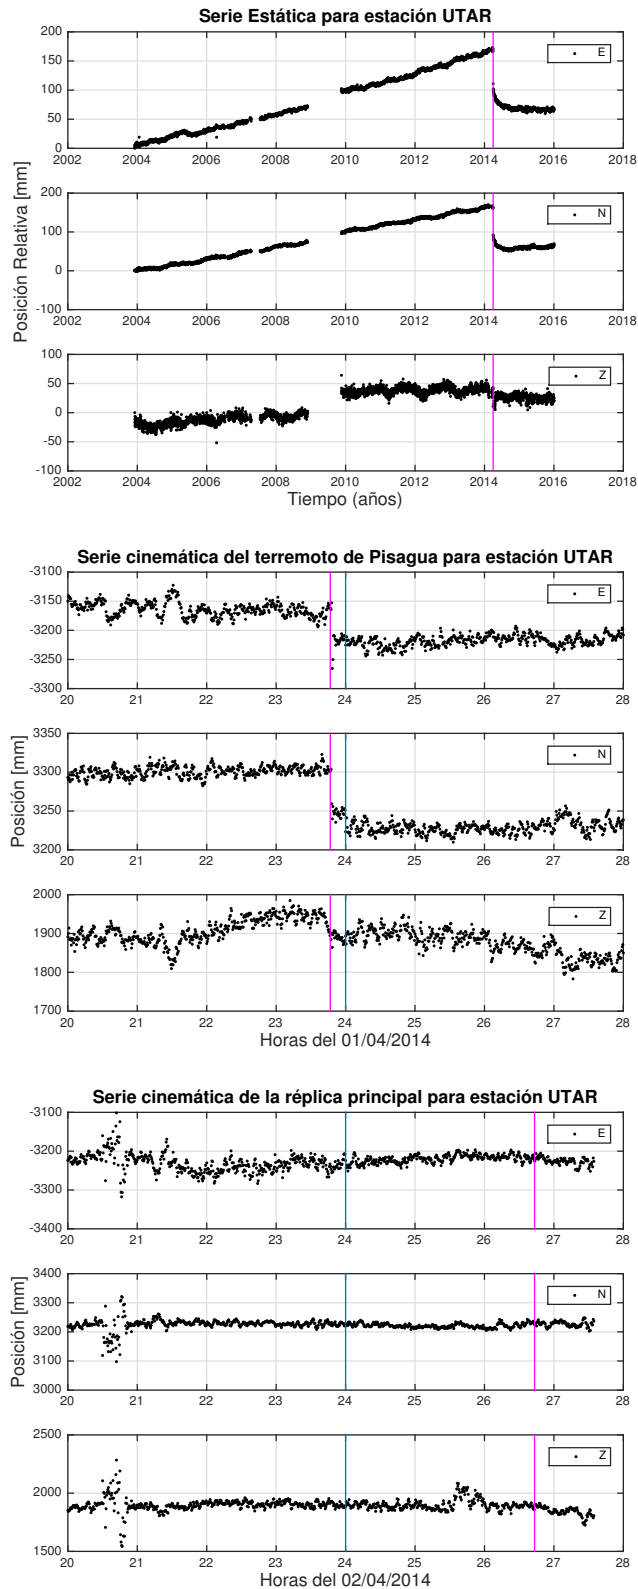 Serie Estática para estación UTAR
200
150
100
50
0
E
2002 2004 2006 2008 2010 2012 2014 2016 2018
Posición Relativa [mm]
200
100
0
-100
N
2002 2004 2006 2008 2010 2012 2014 2016 2018
100
50
0
-50
-100
Z
2002 2004 2006 2008 2010 2012 2014 2016 2018
Tiempo (años)
Serie cinemática del terremoto de Pisagua para estación UTAR
-3100
-3150
-3200
-3250
-3300
E
20 21 22 23 24 25 26 27 28
Posición [mm]
3350
3300
3250
3200
N
20 21 22 23 24 25 26 27 28
2000
1900
1800
1700
Z
20 21 22 23 24 25 26 27 28
Horas del 01/04/2014
Serie cinemática de la réplica principal para estación UTAR
-3100
-3200
-3300
-3400
E
20 21 22 23 24 25 26 27 28
Posición [mm]
3400
3300
3200
3100
3000
N
20 21 22 23 24 25 26 27 28
2500
2000
1500
Z
20 21 22 23 24 25 26 27 28
Horas del 02/04/2014